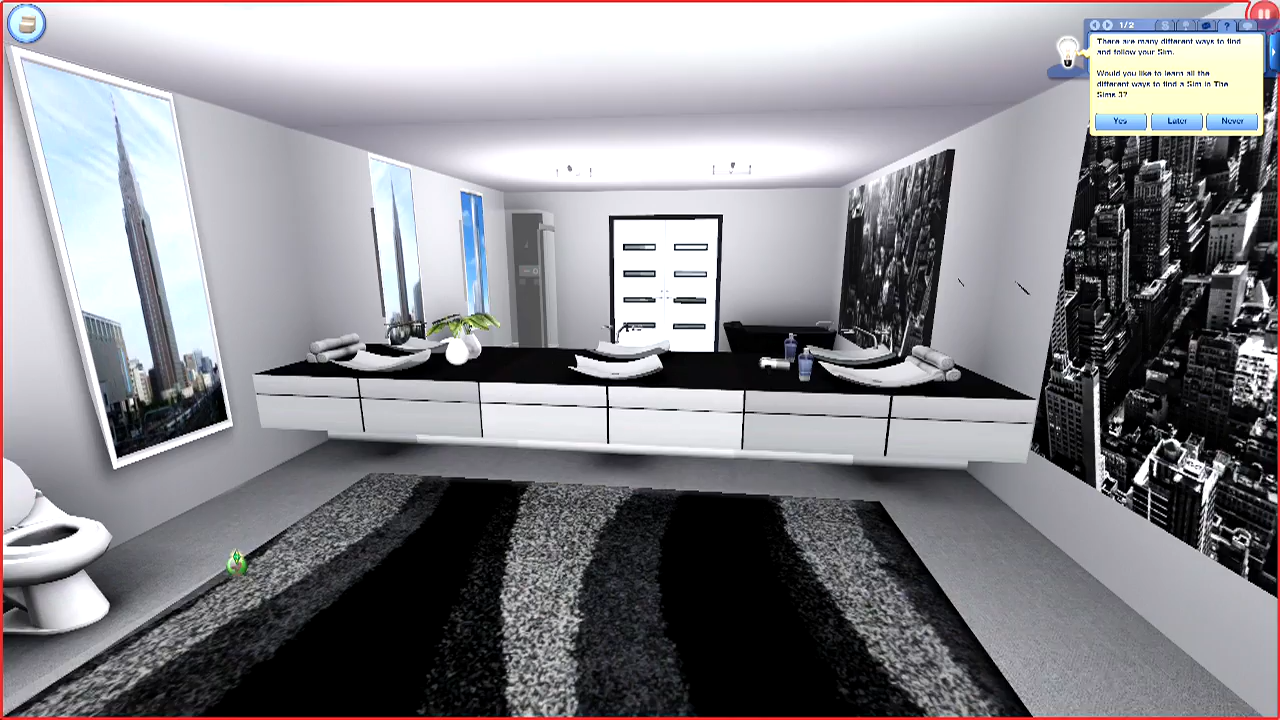 1/2
?
There are many different ways to find
and follow your Sim.
Would you like to learn all the
different ways to find a Sim in The
Sims 3?
Yes
Later
Never